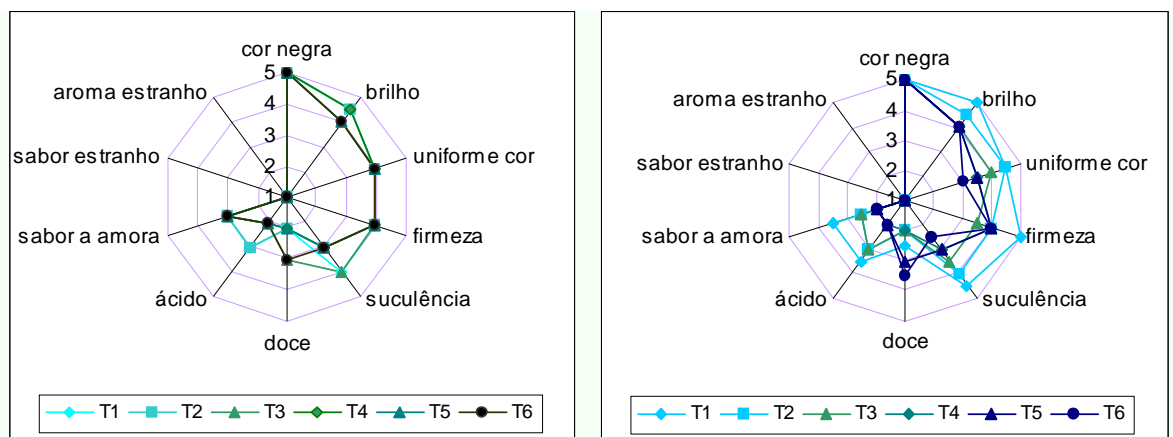 cor negra
5
aroma estranho
brilho
4
3
sabor estranho
uniforme cor
2
1
sabor a amora
firmeza
ácido
suculência
doce
T1 T2 T3 T4 T5 T6
cor negra
5
aroma estranho
brilho
4
3
sabor estranho
uniforme cor
2
1
sabor a amora
firmeza
ácido
suculência
doce
T1 T2 T3 T4 T5 T6